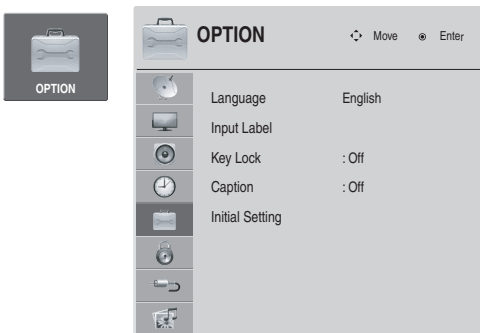 OPTION
OPTION Move Enter
Language English
Input Label
Key Lock : Off
Caption : Off
Initial Setting